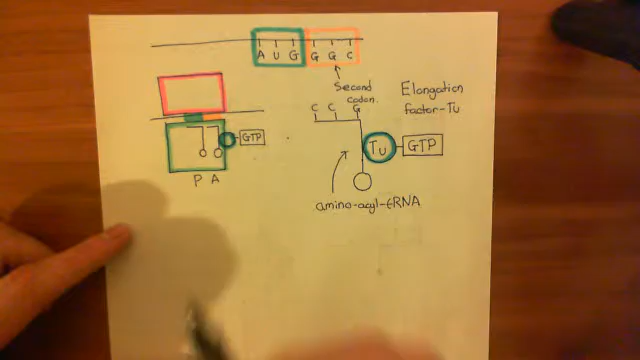 A U G G G C
Second codon.
Elongation
factor-Tu
C C G
GTP
Tu
GTP
P A
amino-acyl-tRNA